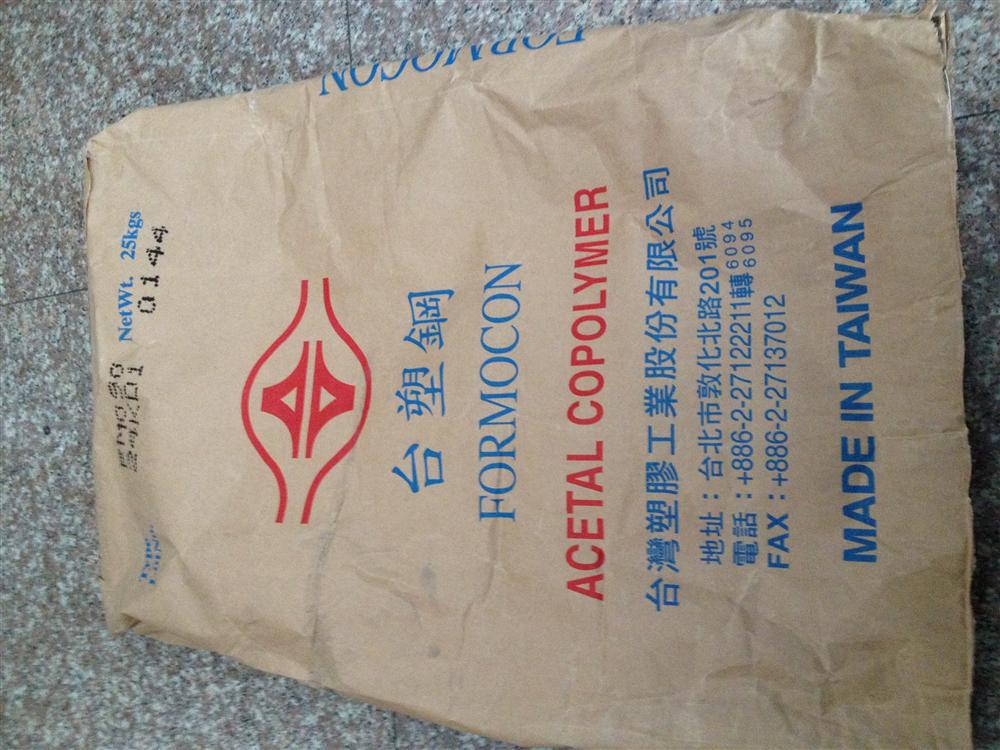 Net Wt. 25kgs
0144
台塑鋼
FORMOCON
ACETAL COPOLYMER
台灣塑膠工業股份有限公司
地址：台北市敦化北路201號
電話：+886-2-27122211轉6094
6095
FAX：+886-2-27137012
MADE IN TAIWAN
FORMOCON